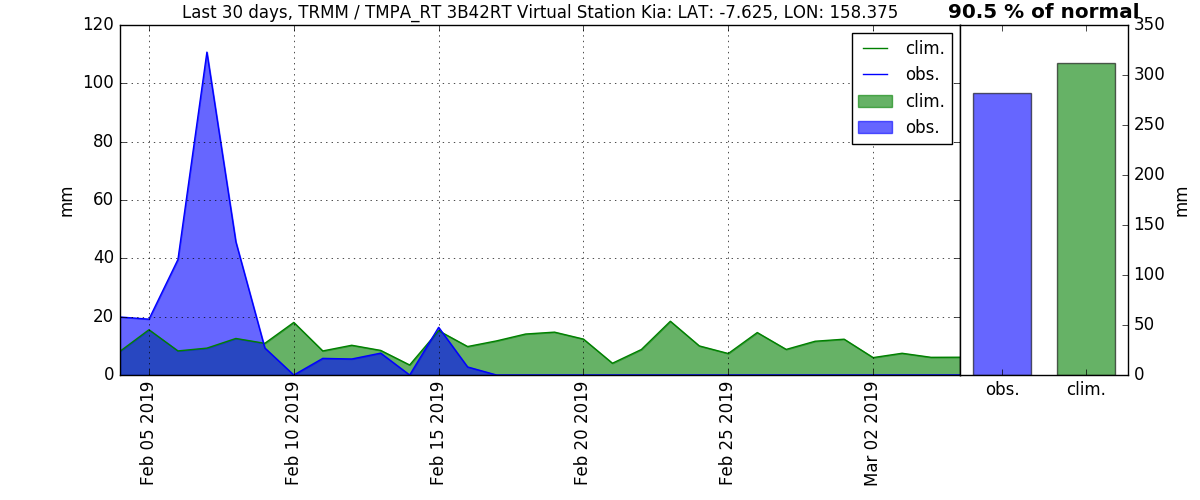 Last 30 days, TRMM / TMPA_RT 3B42RT Virtual Station Kia: LAT: -7.625, LON: 158.375
90.5 % of normal
120
100
80
60
40
20
0
mm
clim.
obs.
clim.
obs.
Feb 05 2019
Feb 10 2019
Feb 15 2019
Feb 20 2019
Feb 25 2019
Mar 02 2019
350
300
250
200
150
100
50
0
mm
obs.
clim.